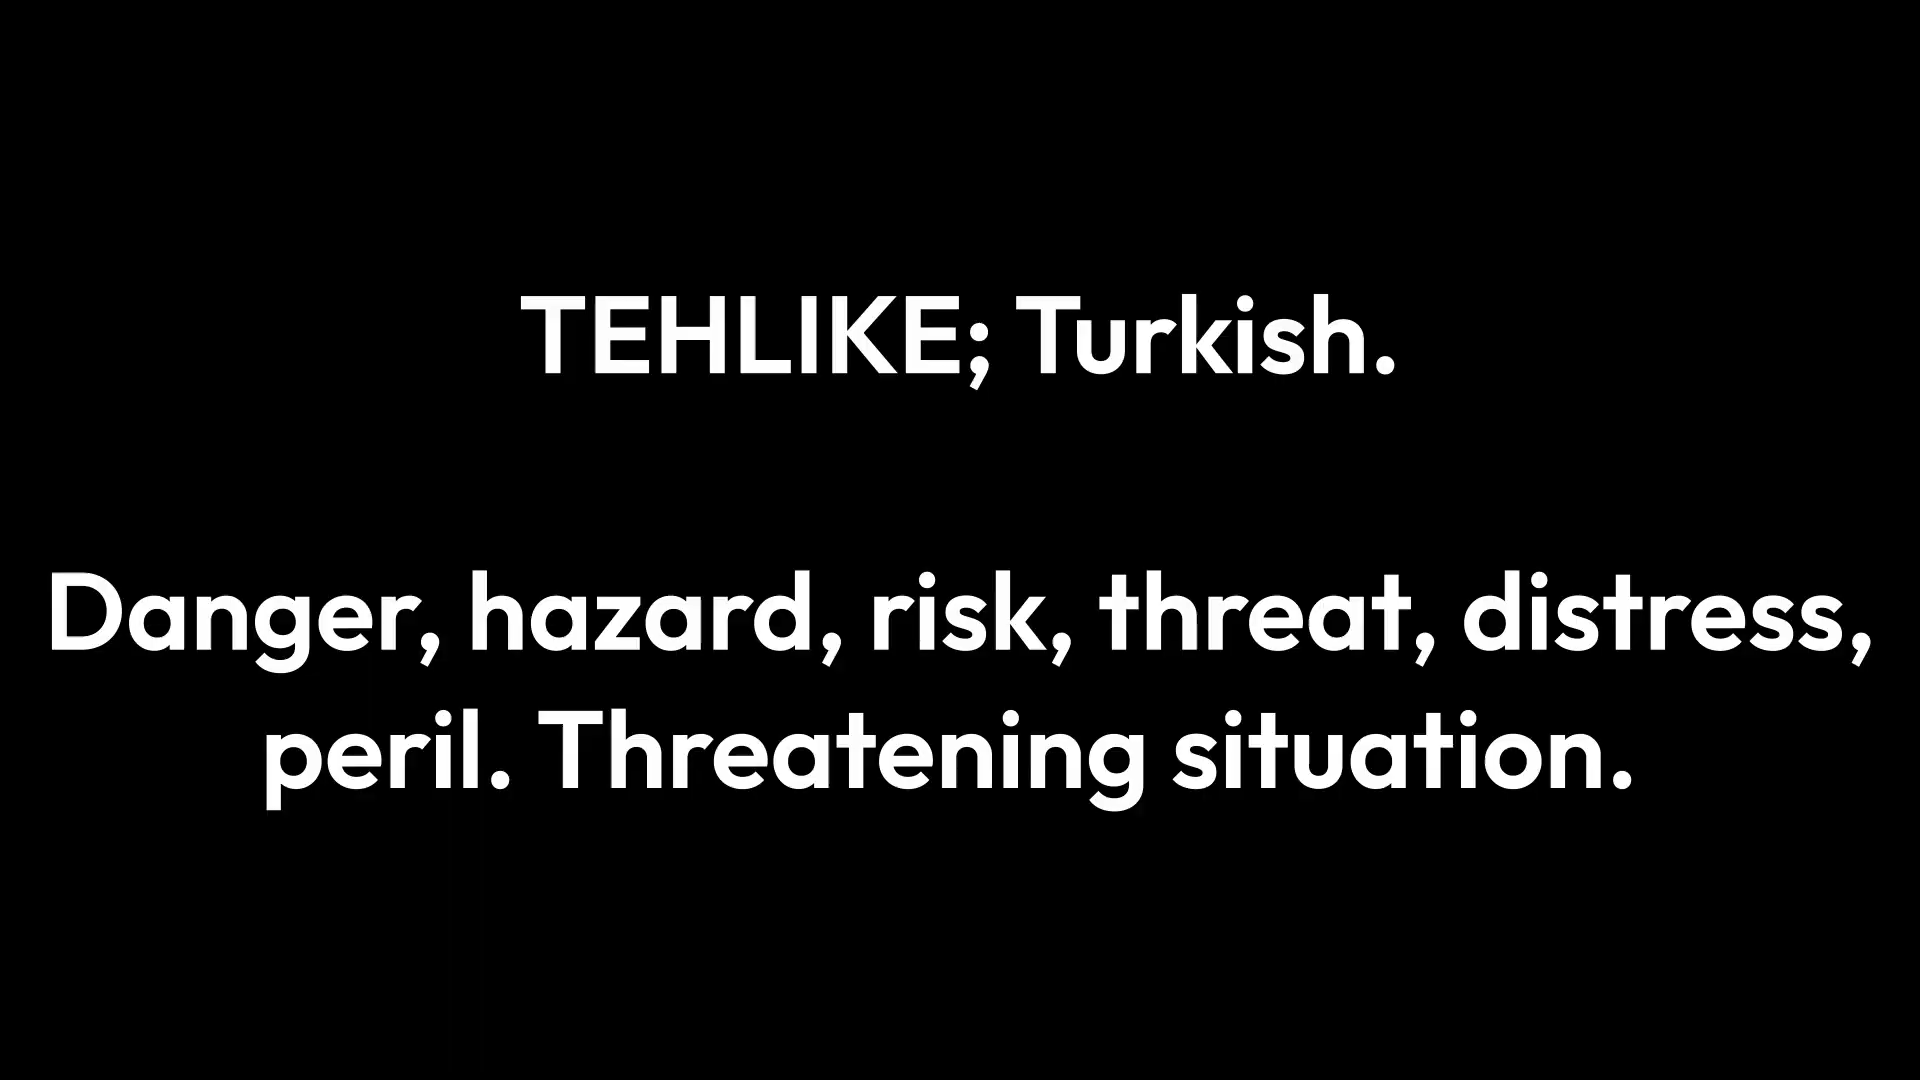 TEHLIKE; Turkish.
Danger, hazard, risk, threat, distress,
peril. Threatening situation.